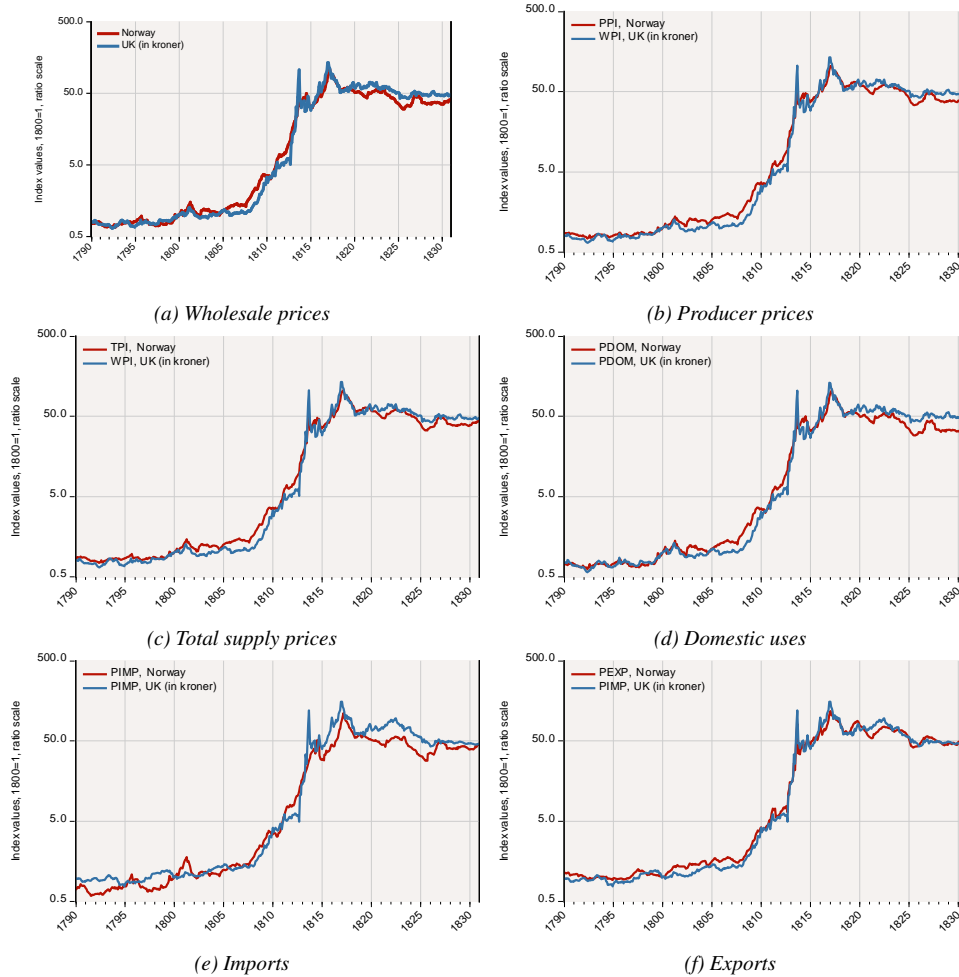 500.0
Norway
UK (in kroner)
50.0
5.0
0.5
Index values, 1800=1, ratio scale
1790 1795 1800 1805 1810 1815 1820 1825 1830
(a) Wholesale prices
500.0
PPI, Norway
WPI, UK (in kroner)
50.0
5.0
0.5
Index values, 1800=1, ratio scale
1790 1795 1800 1805 1810 1815 1820 1825 1830
(b) Producer prices
500.0
TPI, Norway
WPI, UK (in kroner)
50.0
5.0
0.5
Index values, 1800=1, ratio scale
1790 1795 1800 1805 1810 1815 1820 1825 1830
(c) Total supply prices
500.0
PDOM, Norway
PDOM, UK (in kroner)
50.0
5.0
0.5
Index values, 1800=1, ratio scale
1790 1795 1800 1805 1810 1815 1820 1825 1830
(d) Domestic uses
500.0
PIMP, Norway
PIMP, UK (in kroner)
50.0
5.0
0.5
Index values, 1800=1, ratio scale
1790 1795 1800 1805 1810 1815 1820 1825 1830
(e) Imports
500.0
PEXP, Norway
PIMP, UK (in kroner)
50.0
5.0
0.5
Index values, 1800=1, ratio scale
1790 1795 1800 1805 1810 1815 1820 1825 1830
(f) Exports